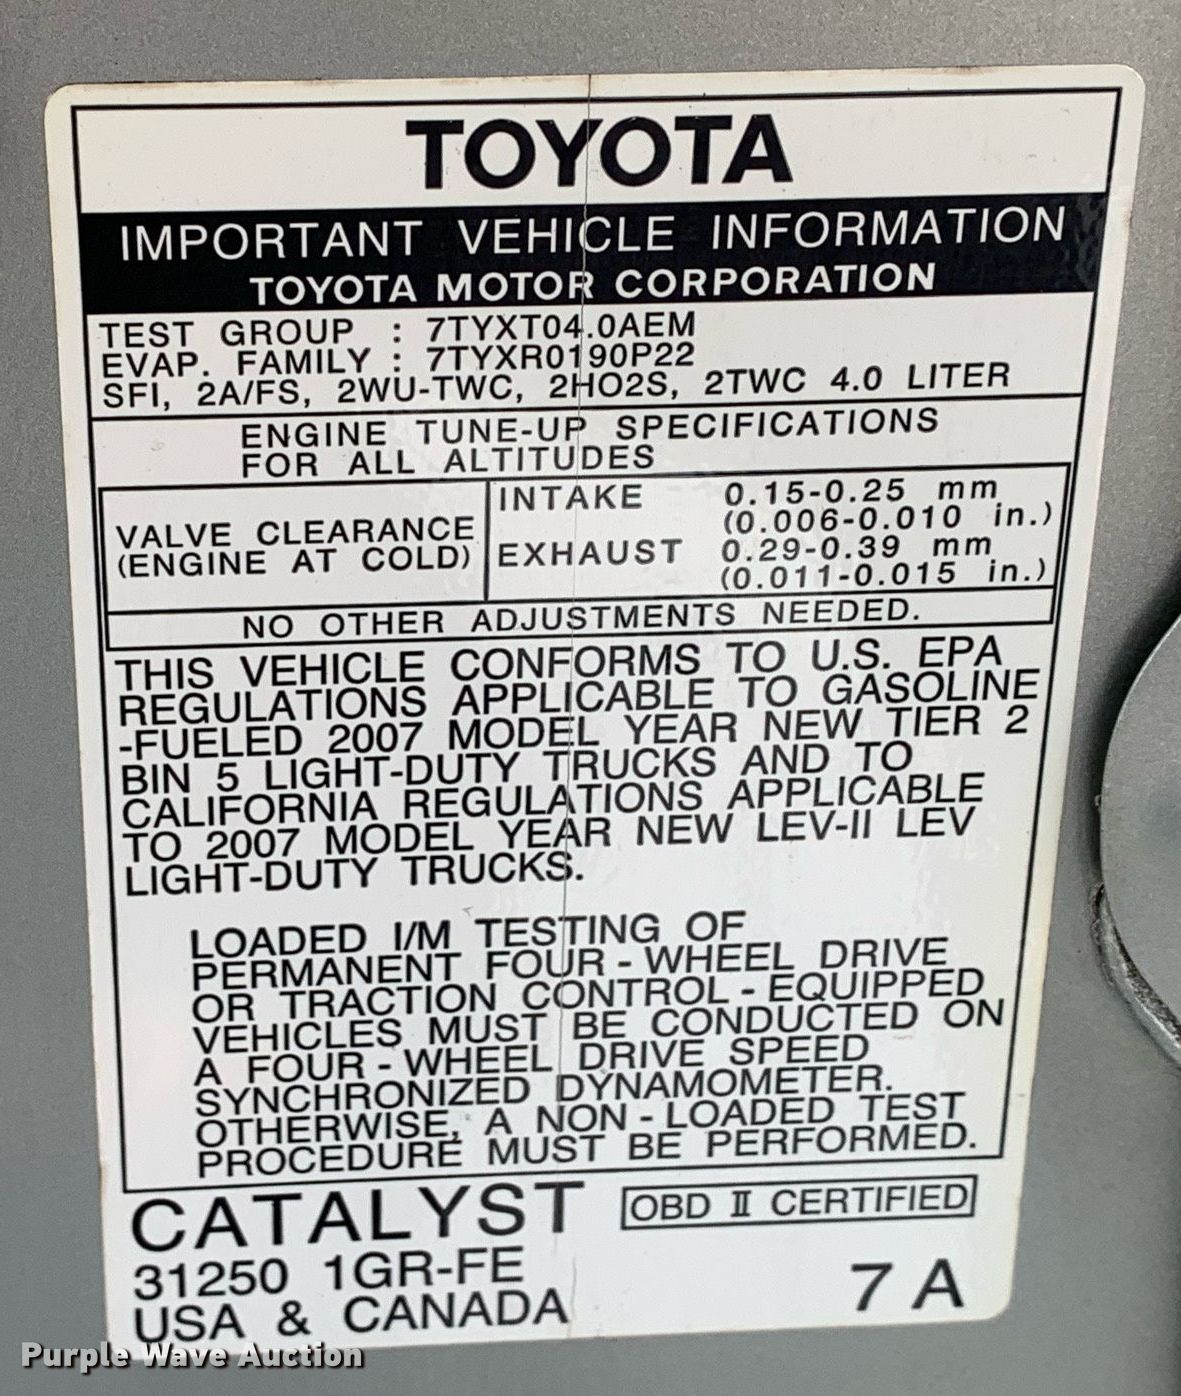 TOYOTA
IMPORTANT VEHICLE INFORMATION
TOYOTA MOTOR CORPORATION
TEST GROUP : 7TYXT04.0AEM
EVAP. FAMILY : 7TYXR0190P22
SFI, 2A/FS, 2WU-TWC, 2HO2S, 2TWC 4.0 LITER
ENGINE TUNE-UP SPECIFICATIONS
FOR ALL ALTITUDES
VALVE CLEARANCE
(ENGINE AT COLD)
INTAKE 0.15-0.25 mm
(0.006-0.010 in.)
EXHAUST 0.29-0.39 mm
(0.011-0.015 in.)
NO OTHER ADJUSTMENTS NEEDED.
THIS VEHICLE CONFORMS TO U.S. EPA
REGULATIONS APPLICABLE TO GASOLINE
-FUELED 2007 MODEL YEAR NEW TIER 2
BIN 5 LIGHT-DUTY TRUCKS AND TO
CALIFORNIA REGULATIONS APPLICABLE
TO 2007 MODEL YEAR NEW LEV-II LEV
LIGHT-DUTY TRUCKS.
LOADED I/M TESTING OF
PERMANENT FOUR-WHEEL DRIVE
OR TRACTION CONTROL-EQUIPPED
VEHICLES MUST BE CONDUCTED ON
A FOUR-WHEEL DRIVE SPEED
SYNCHRONIZED DYNAMOMETER.
OTHERWISE, A NON-LOADED TEST
PROCEDURE MUST BE PERFORMED.
CATALYST
OBD II CERTIFIED
31250 1GR-FE
USA & CANADA
7A
Purple Wave Auction